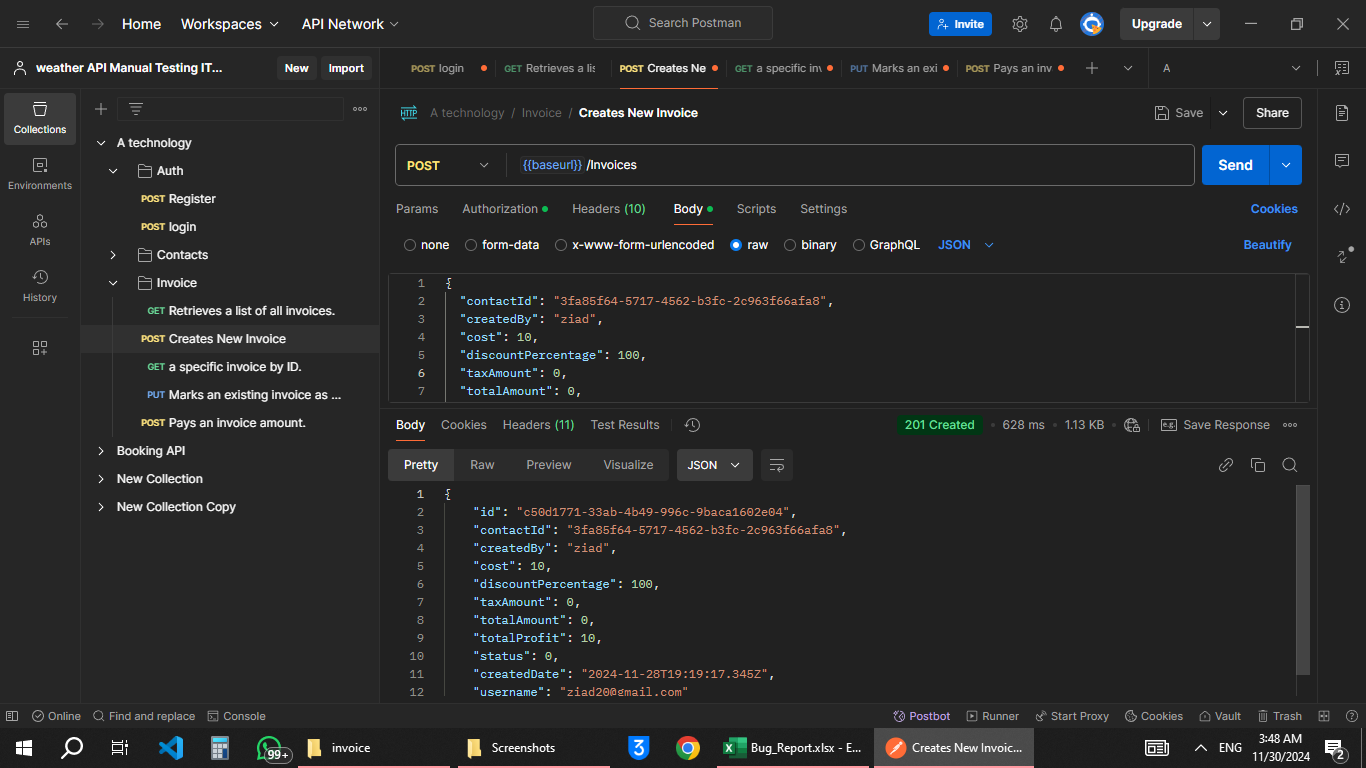 Home Workspaces API Network Search Postman Invite Upgrade
weather API Manual Testing IT... New Import
POST login GET Retrieves a lis POST Creates Ne GET a specific inv PUT Marks an exi POST Pays an inv A
Collections
Environments
APIs
History
A technology
Auth
POST Register
POST login
Contacts
Invoice
GET Retrieves a list of all invoices.
POST Creates New Invoice
GET a specific invoice by ID.
PUT Marks an existing invoice as ...
POST Pays an invoice amount.
Booking API
New Collection
New Collection Copy
HTTP A technology / Invoice / Creates New Invoice Save Share
POST {{baseurl}} /Invoices Send
Params Authorization Headers (10) Body Scripts Settings Cookies
none form-data x-www-form-urlencoded raw binary GraphQL JSON Beautify
1 {
2 "contactId": "3fa85f64-5717-4562-b3fc-2c963f66afa8",
3 "createdBy": "ziad",
4 "cost": 10,
5 "discountPercentage": 100,
6 "taxAmount": 0,
7 "totalAmount": 0,
Body Cookies Headers (11) Test Results 201 Created 628 ms 1.13 KB e.g. Save Response
Pretty Raw Preview Visualize JSON
1 {
2 "id": "c50d1771-33ab-4b49-996c-9baca1602e04",
3 "contactId": "3fa85f64-5717-4562-b3fc-2c963f66afa8",
4 "createdBy": "ziad",
5 "cost": 10,
6 "discountPercentage": 100,
7 "taxAmount": 0,
8 "totalAmount": 0,
9 "totalProfit": 10,
10 "status": 0,
11 "createdDate": "2024-11-28T19:19:17.345Z",
12 "username": "ziad20@gmail.com"
Online Find and replace Console Postbot Runner Start Proxy Cookies Vault Trash
99+ invoice Screenshots 3 Bug_Report.xlsx - E... Creates New Invoic... ENG 3:48 AM
11/30/2024 2